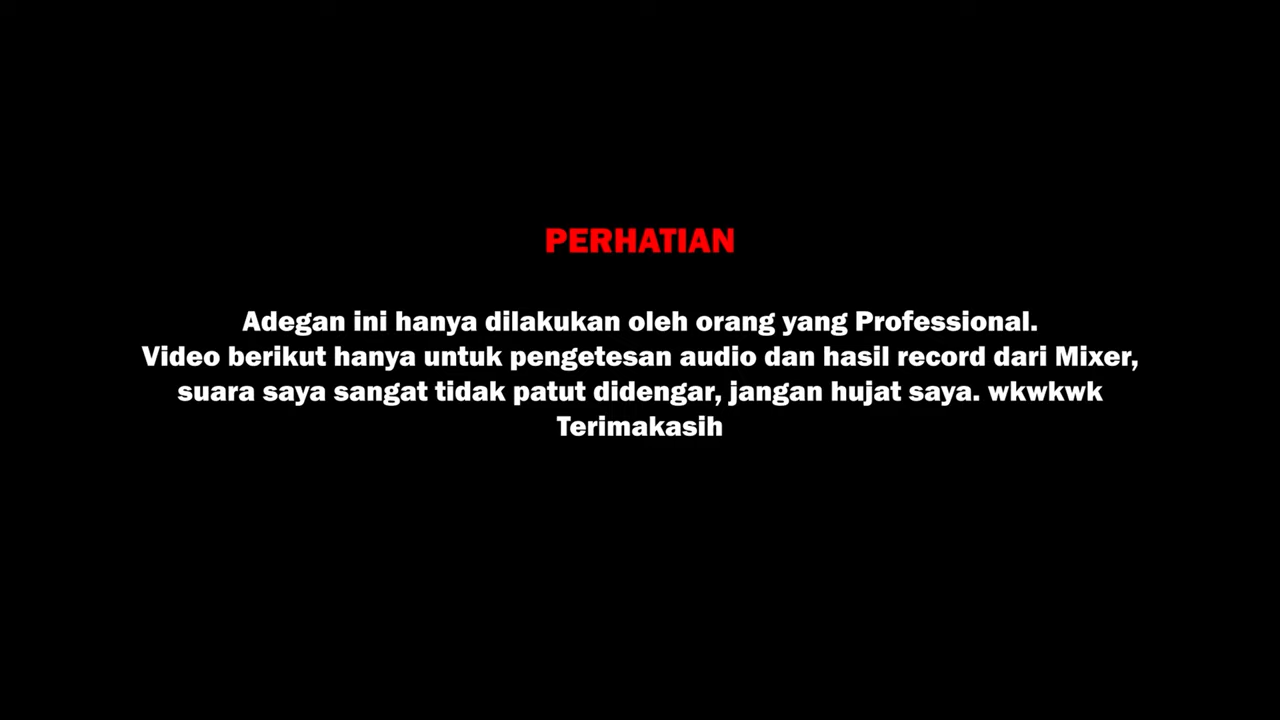 PERHATIAN
Adegan ini hanya dilakukan oleh orang yang Professional.
Video berikut hanya untuk pengetesan audio dan hasil record dari Mixer,
suara saya sangat tidak patut didengar, jangan hujat saya. wkwkwk
Terimakasih